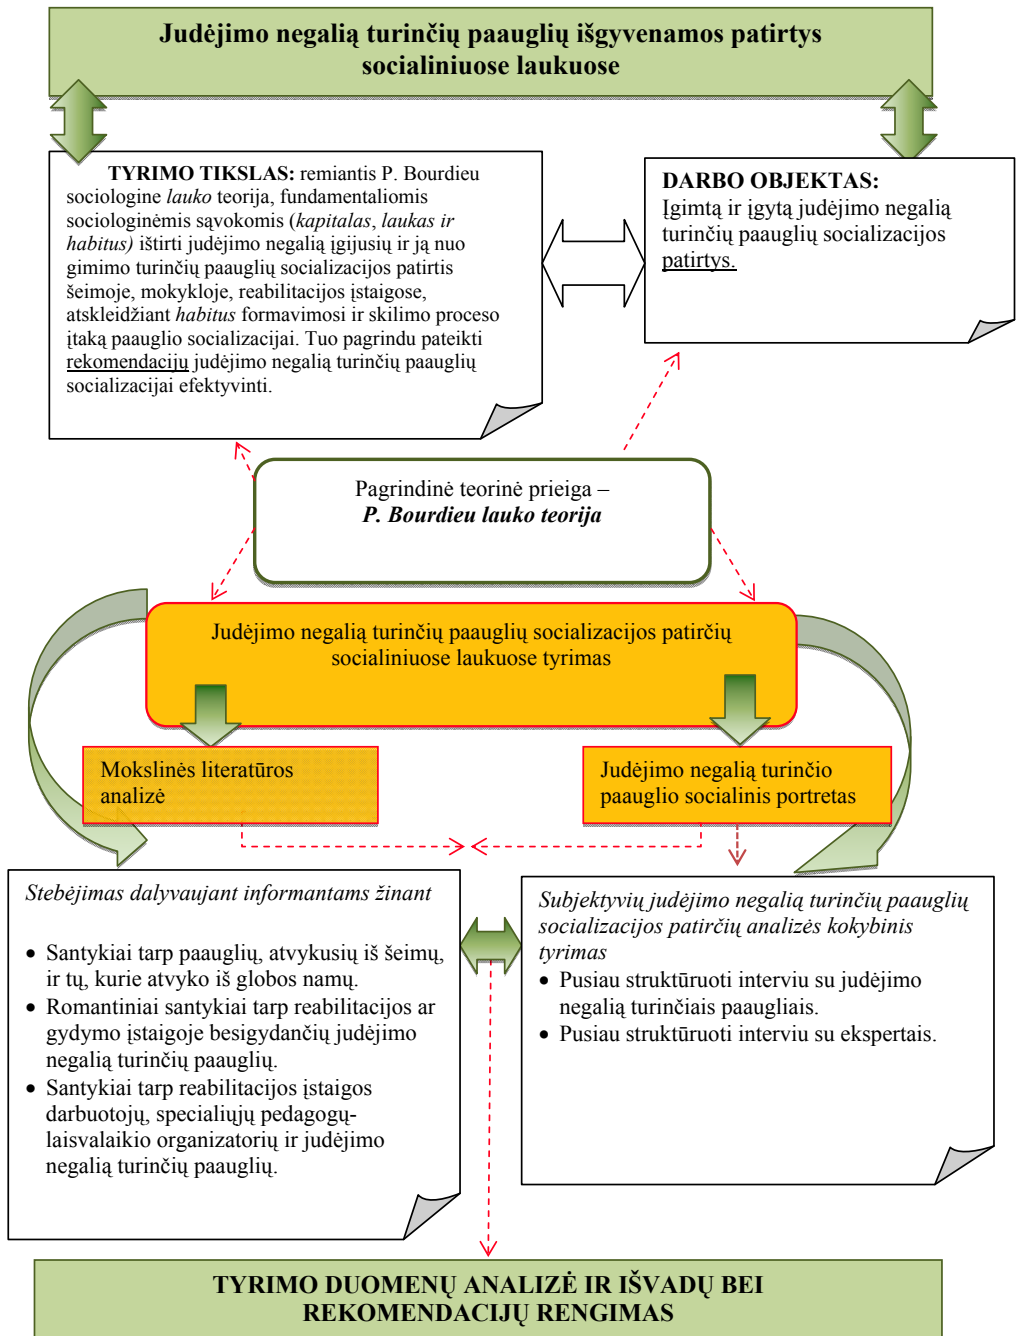 Judėjimo negalią turinčių paauglių išgyvenamos patirtys
socialiniuose laukuose
TYRIMO TIKSLAS: remiantis P. Bourdieu
sociologine lauko teorija, fundamentaliomis
sociologinėmis sąvokomis (kapitalas, laukas ir
habitus) ištirti judėjimo negalią įgijusių ir ją nuo
gimimo turinčių paauglių socializacijos patirtis
šeimoje, mokykloje, reabilitacijos įstaigose,
atskleidžiant habitus formavimosi ir skilimo proceso
įtaką paauglio socializacijai. Tuo pagrindu pateikti
rekomendacijų judėjimo negalią turinčių paauglių
socializacijai efektyvinti.
DARBO OBJEKTAS:
Įgimtą ir įgytą judėjimo negalią
turinčių paauglių socializacijos
patirtys.
Pagrindinė teorinė prieiga –
P. Bourdieu lauko teorija
Judėjimo negalią turinčių paauglių socializacijos patirčių
socialiniuose laukuose tyrimas
Mokslinės literatūros
analizė
Judėjimo negalią turinčio
paauglio socialinis portretas
Stebėjimas dalyvaujant informantams žinant
• Santykiai tarp paauglių, atvykusių iš šeimų,
ir tų, kurie atvyko iš globos namų.
• Romantiniai santykiai tarp reabilitacijos ar
gydymo įstaigoje besigydančių judėjimo
negalią turinčių paauglių.
• Santykiai tarp reabilitacijos įstaigos
darbuotojų, specialiųjų pedagogų-
laisvalaikio organizatorių ir judėjimo
negalią turinčių paauglių.
Subjektyvių judėjimo negalią turinčių paauglių
socializacijos patirčių analizės kokybinis
tyrimas
• Pusiau struktūruoti interviu su judėjimo
negalią turinčiais paaugliais.
• Pusiau struktūruoti interviu su ekspertais.
TYRIMO DUOMENŲ ANALIZĖ IR IŠVADŲ BEI
REKOMENDACIJŲ RENGIMAS